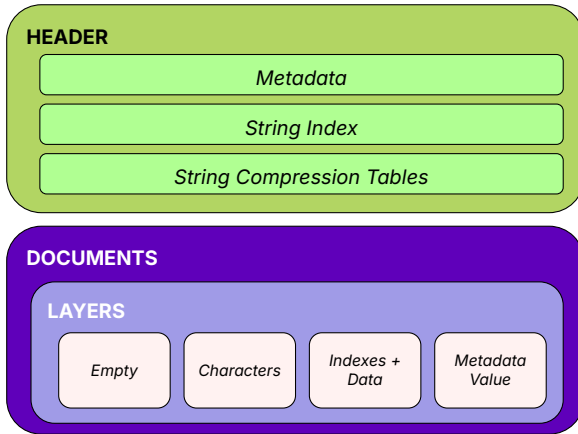 HEADER
Metadata
String Index
String Compression Tables
DOCUMENTS
LAYERS
Empty
Characters
Indexes +
Data
Metadata
Value